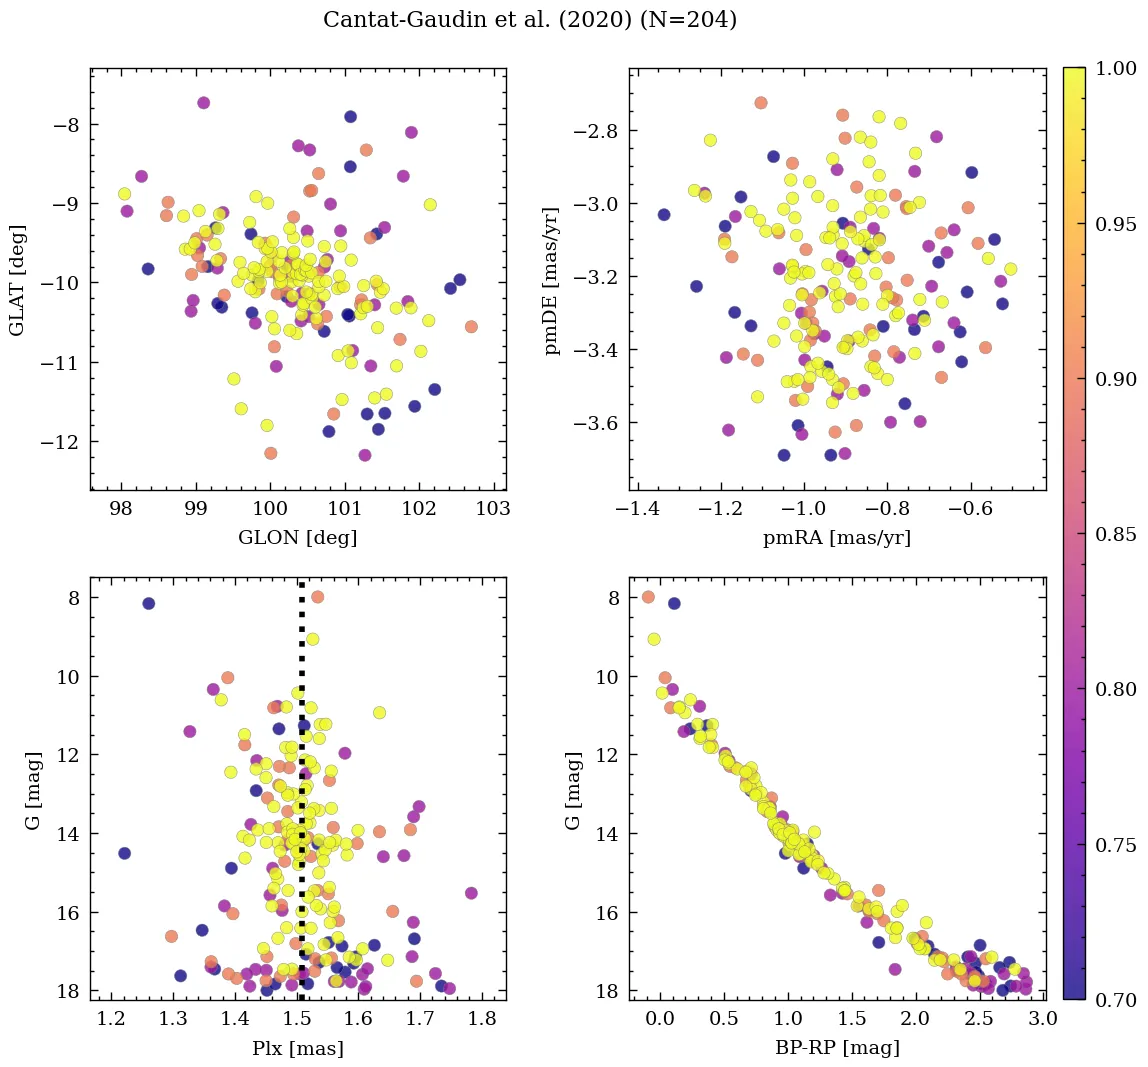 Cantat-Gaudin et al. (2020) (N=204)
−8
−9
−10
−11
−12
GLAT [deg]
98 99 100 101 102 103
GLON [deg]
−2.8
−3.0
−3.2
−3.4
−3.6
pmDE [mas/yr]
−1.4 −1.2 −1.0 −0.8 −0.6
pmRA [mas/yr]
8
10
12
14
16
18
G [mag]
1.2 1.3 1.4 1.5 1.6 1.7 1.8
Plx [mas]
8
10
12
14
16
18
G [mag]
0.0 0.5 1.0 1.5 2.0 2.5 3.0
BP-RP [mag]
1.00
0.95
0.90
0.85
0.80
0.75
0.70